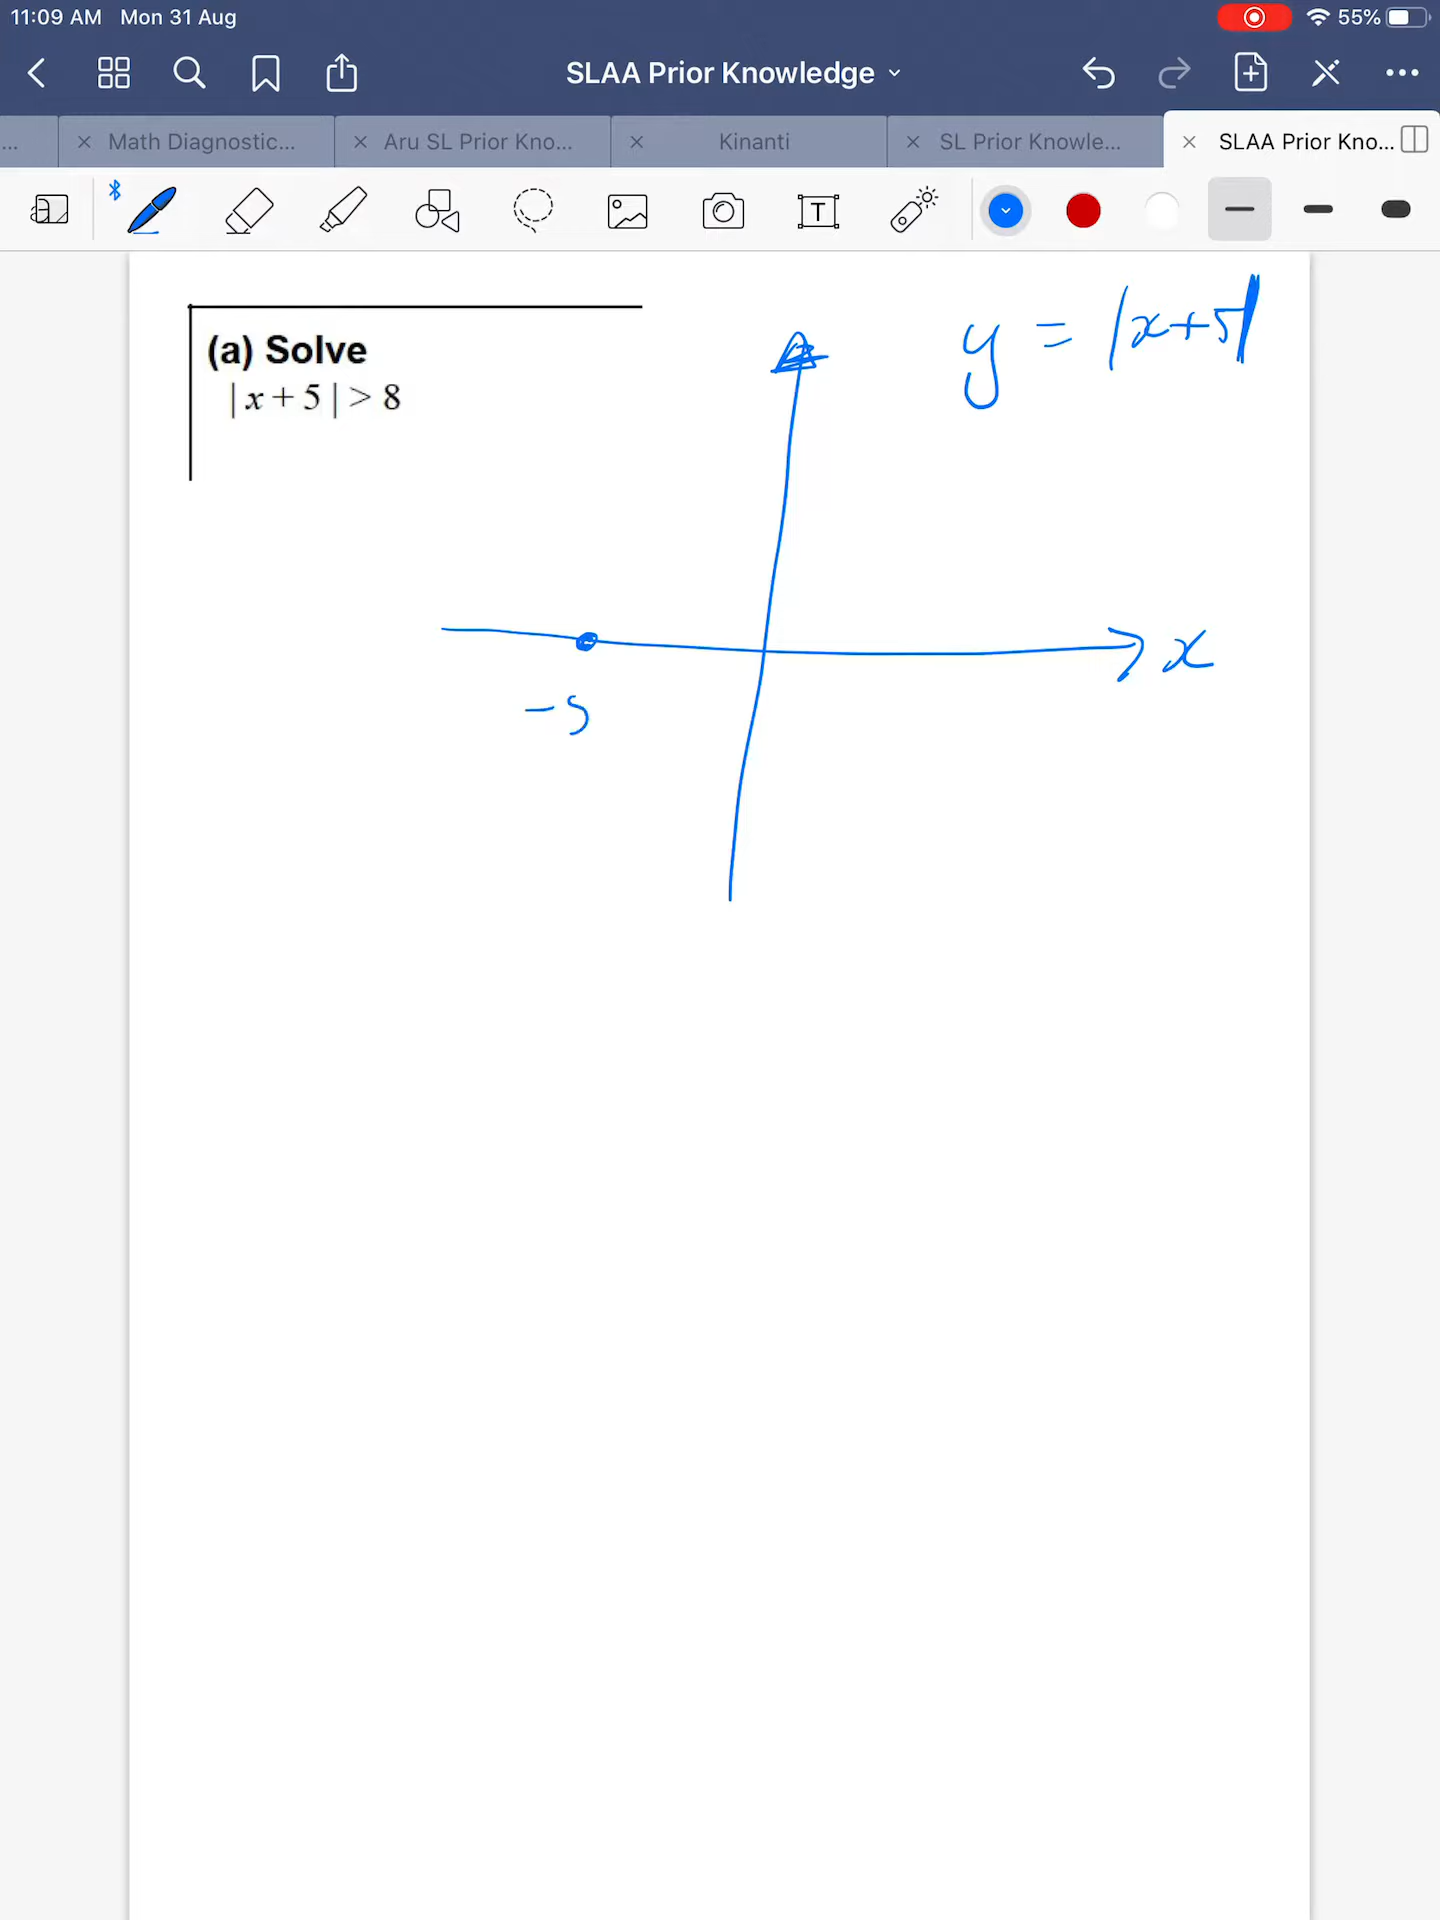 11:09 AM Mon 31 Aug 55%
SLAA Prior Knowledge
... Math Diagnostic... Aru SL Prior Kno... Kinanti SL Prior Knowle... SLAA Prior Kno...
(a) Solve
|x + 5| > 8
y = |x+5|
x
-5